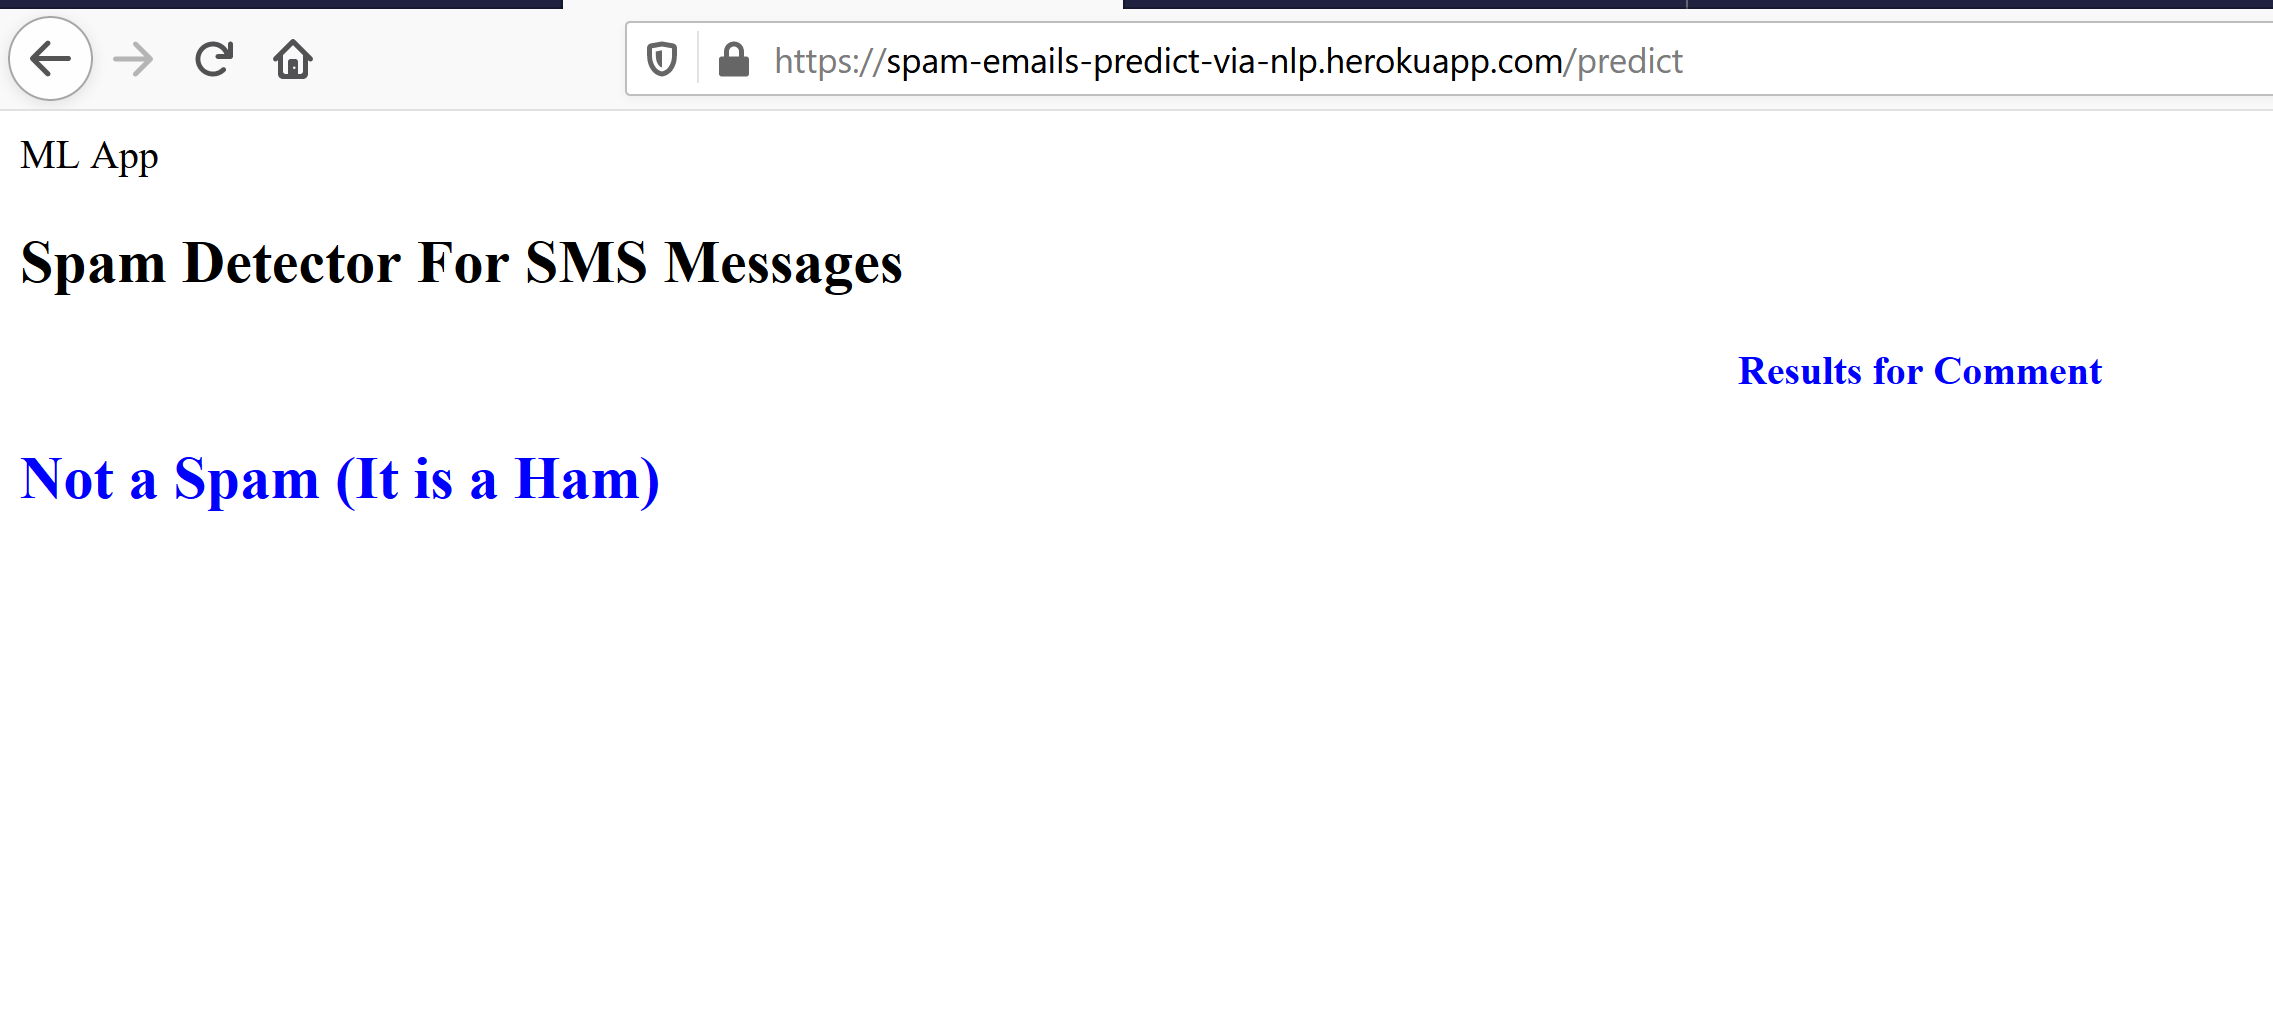 https://spam-emails-predict-via-nlp.herokuapp.com/predict
ML App
Spam Detector For SMS Messages
Results for Comment
Not a Spam (It is a Ham)